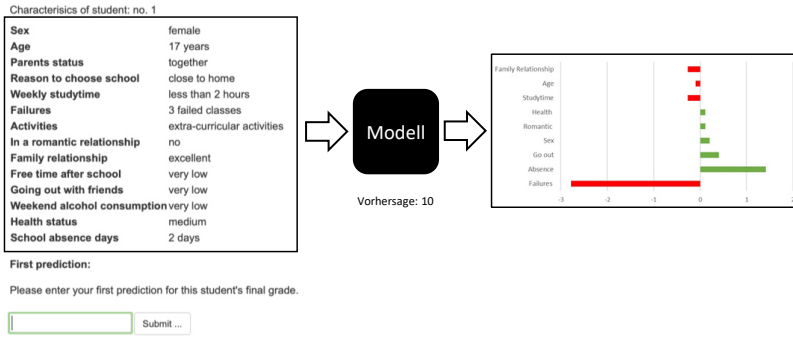 Characterisics of student: no. 1
Sex female
Age 17 years
Parents status together
Reason to choose school close to home
Weekly studytime less than 2 hours
Failures 3 failed classes
Activities extra-curricular activities
In a romantic relationship no
Family relationship excellent
Free time after school very low
Going out with friends very low
Weekend alcohol consumption very low
Health status medium
School absence days 2 days
First prediction:
Please enter your first prediction for this student's final grade.
Submit ...
Modell
Vorhersage: 10
Family Relationship
Age
Studytime
Health
Romantic
Sex
Go out
Absence
Failures
-3 -2 -1 0 1 2